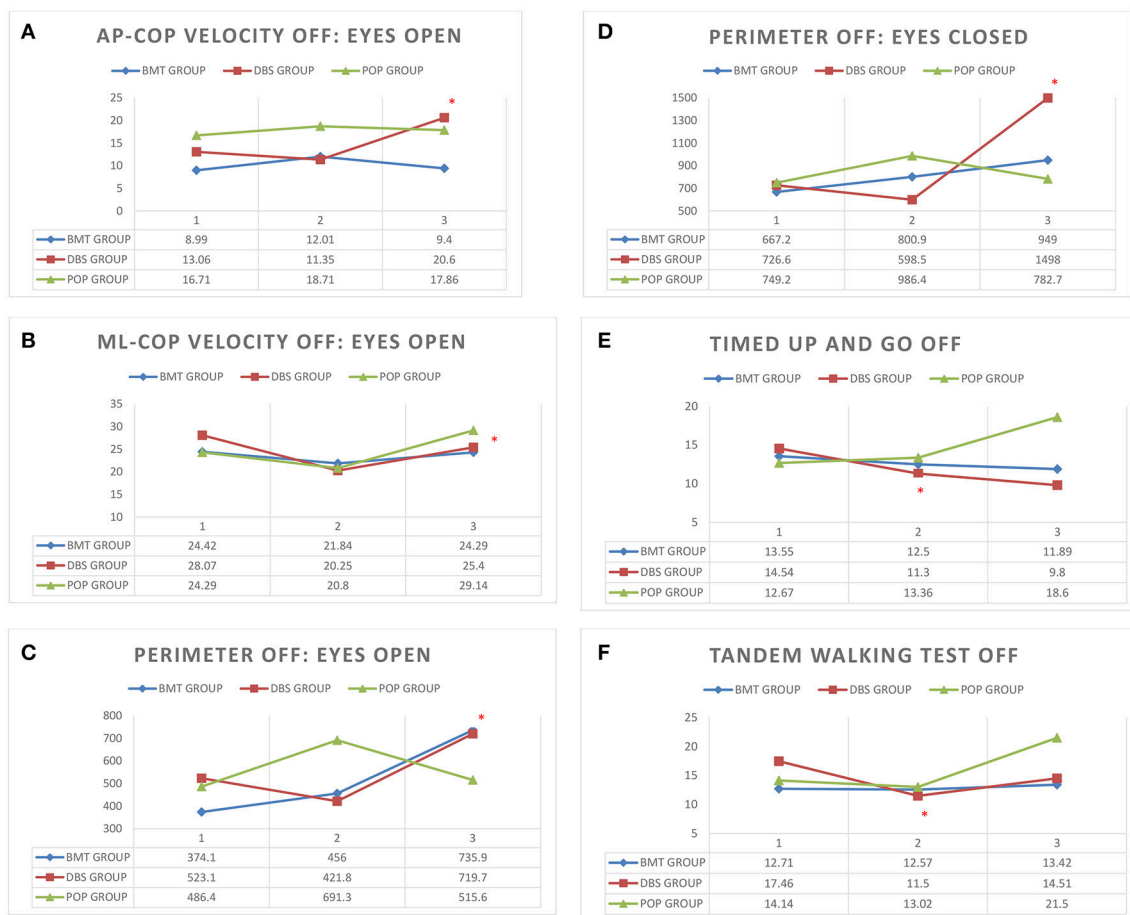 A
AP-COP VELOCITY OFF: EYES OPEN
BMT GROUP DBS GROUP POP GROUP
25
20
15
10
5
0
*
1 2 3
BMT GROUP 8.99 12.01 9.4
DBS GROUP 13.06 11.35 20.6
POP GROUP 16.71 18.71 17.86
B
ML-COP VELOCITY OFF: EYES OPEN
BMT GROUP DBS GROUP POP GROUP
35
30
25
20
15
10
*
1 2 3
BMT GROUP 24.42 21.84 24.29
DBS GROUP 28.07 20.25 25.4
POP GROUP 24.29 20.8 29.14
C
PERIMETER OFF: EYES OPEN
BMT GROUP DBS GROUP POP GROUP
800
700
600
500
400
300
*
1 2 3
BMT GROUP 374.1 456 735.9
DBS GROUP 523.1 421.8 719.7
POP GROUP 486.4 691.3 515.6
D
PERIMETER OFF: EYES CLOSED
BMT GROUP DBS GROUP POP GROUP
1500
1300
1100
900
700
500
*
1 2 3
BMT GROUP 667.2 800.9 949
DBS GROUP 726.6 598.5 1498
POP GROUP 749.2 986.4 782.7
E
TIMED UP AND GO OFF
BMT GROUP DBS GROUP POP GROUP
20
15
10
5
*
1 2 3
BMT GROUP 13.55 12.5 11.89
DBS GROUP 14.54 11.3 9.8
POP GROUP 12.67 13.36 18.6
F
TANDEM WALKING TEST OFF
BMT GROUP DBS GROUP POP GROUP
25
20
15
10
5
*
1 2 3
BMT GROUP 12.71 12.57 13.42
DBS GROUP 17.46 11.5 14.51
POP GROUP 14.14 13.02 21.5